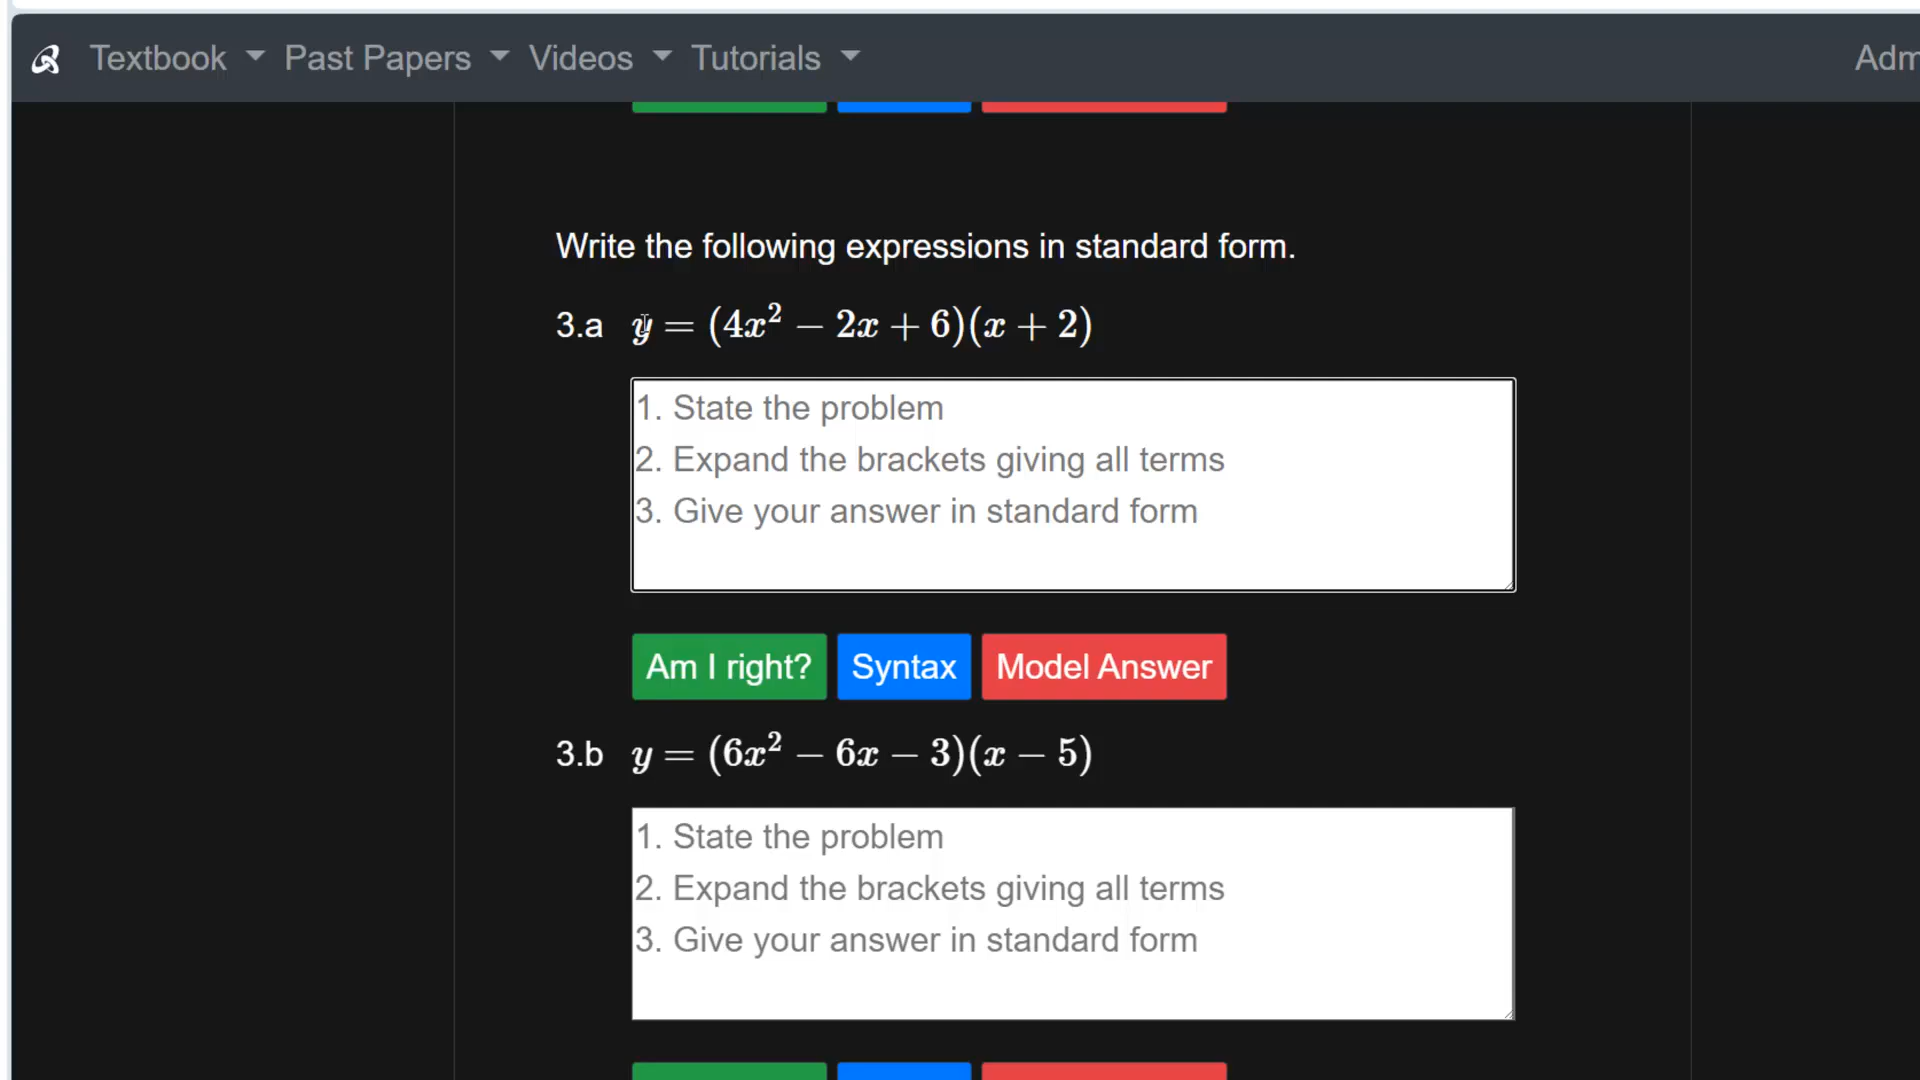 Textbook Past Papers Videos Tutorials Adm
Write the following expressions in standard form.
3.a y = (4x² − 2x + 6)(x + 2)
1. State the problem
2. Expand the brackets giving all terms
3. Give your answer in standard form
Am I right? Syntax Model Answer
3.b y = (6x² − 6x − 3)(x − 5)
1. State the problem
2. Expand the brackets giving all terms
3. Give your answer in standard form